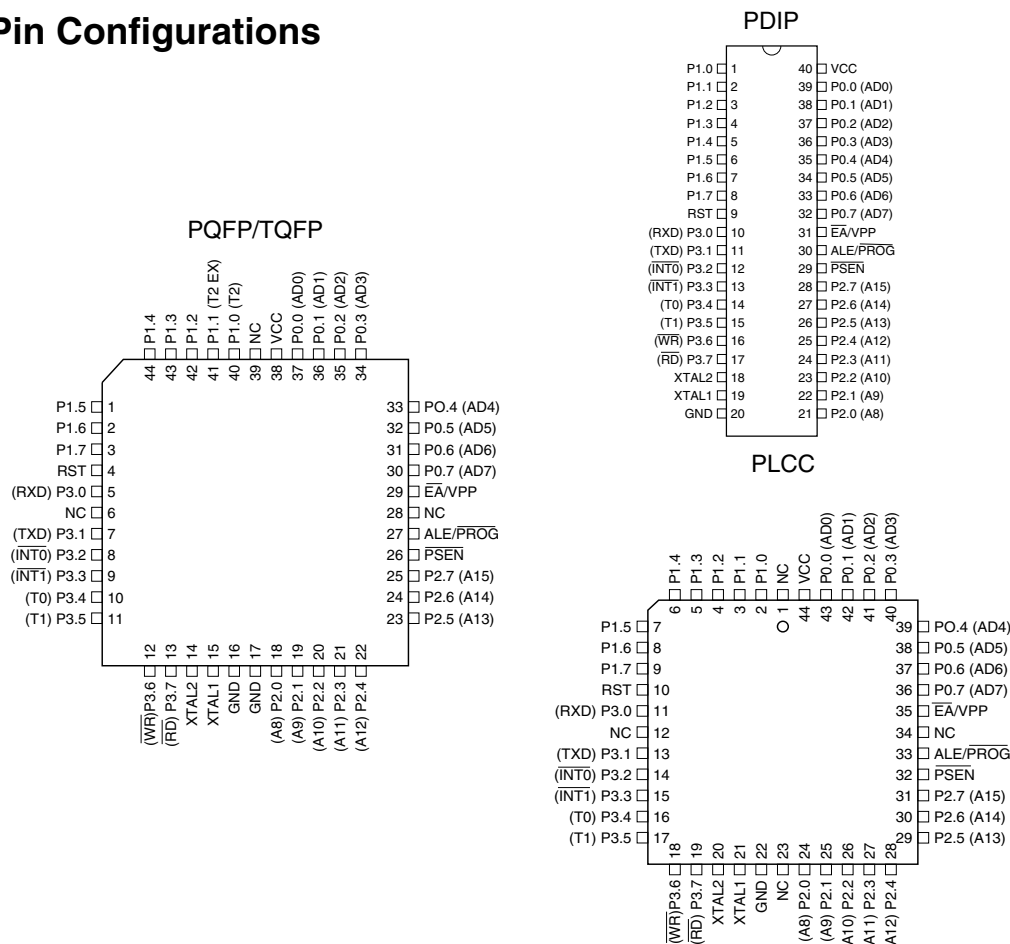 Pin Configurations
PDIP
P1.0 1 40 VCC
P1.1 2 39 P0.0 (AD0)
P1.2 3 38 P0.1 (AD1)
P1.3 4 37 P0.2 (AD2)
P1.4 5 36 P0.3 (AD3)
P1.5 6 35 P0.4 (AD4)
P1.6 7 34 P0.5 (AD5)
P1.7 8 33 P0.6 (AD6)
RST 9 32 P0.7 (AD7)
(RXD) P3.0 10 31 EA/VPP
(TXD) P3.1 11 30 ALE/PROG
(INT0) P3.2 12 29 PSEN
(INT1) P3.3 13 28 P2.7 (A15)
(T0) P3.4 14 27 P2.6 (A14)
(T1) P3.5 15 26 P2.5 (A13)
(WR) P3.6 16 25 P2.4 (A12)
(RD) P3.7 17 24 P2.3 (A11)
XTAL2 18 23 P2.2 (A10)
XTAL1 19 22 P2.1 (A9)
GND 20 21 P2.0 (A8)
PQFP/TQFP
P1.4 P1.3 P1.2 P1.1 (T2 EX) P1.0 (T2) NC VCC P0.0 (AD0) P0.1 (AD1) P0.2 (AD2) P0.3 (AD3)
44 43 42 41 40 39 38 37 36 35 34
P1.5 1 33 PO.4 (AD4)
P1.6 2 32 P0.5 (AD5)
P1.7 3 31 P0.6 (AD6)
RST 4 30 P0.7 (AD7)
(RXD) P3.0 5 29 EA/VPP
NC 6 28 NC
(TXD) P3.1 7 27 ALE/PROG
(INT0) P3.2 8 26 PSEN
(INT1) P3.3 9 25 P2.7 (A15)
(T0) P3.4 10 24 P2.6 (A14)
(T1) P3.5 11 23 P2.5 (A13)
12 13 14 15 16 17 18 19 20 21 22
(WR)P3.6 (RD) P3.7 XTAL2 XTAL1 GND GND (A8) P2.0 (A9) P2.1 (A10) P2.2 (A11) P2.3 (A12) P2.4
PLCC
P1.4 P1.3 P1.2 P1.1 P1.0 NC VCC P0.0 (AD0) P0.1 (AD1) P0.2 (AD2) P0.3 (AD3)
6 5 4 3 2 1 44 43 42 41 40
P1.5 7 39 PO.4 (AD4)
P1.6 8 38 P0.5 (AD5)
P1.7 9 37 P0.6 (AD6)
RST 10 36 P0.7 (AD7)
(RXD) P3.0 11 35 EA/VPP
NC 12 34 NC
(TXD) P3.1 13 33 ALE/PROG
(INT0) P3.2 14 32 PSEN
(INT1) P3.3 15 31 P2.7 (A15)
(T0) P3.4 16 30 P2.6 (A14)
(T1) P3.5 17 29 P2.5 (A13)
18 19 20 21 22 23 24 25 26 27 28
(WR)P3.6 (RD) P3.7 XTAL2 XTAL1 GND NC (A8) P2.0 (A9) P2.1 A10) P2.2 A11) P2.3 A12) P2.4